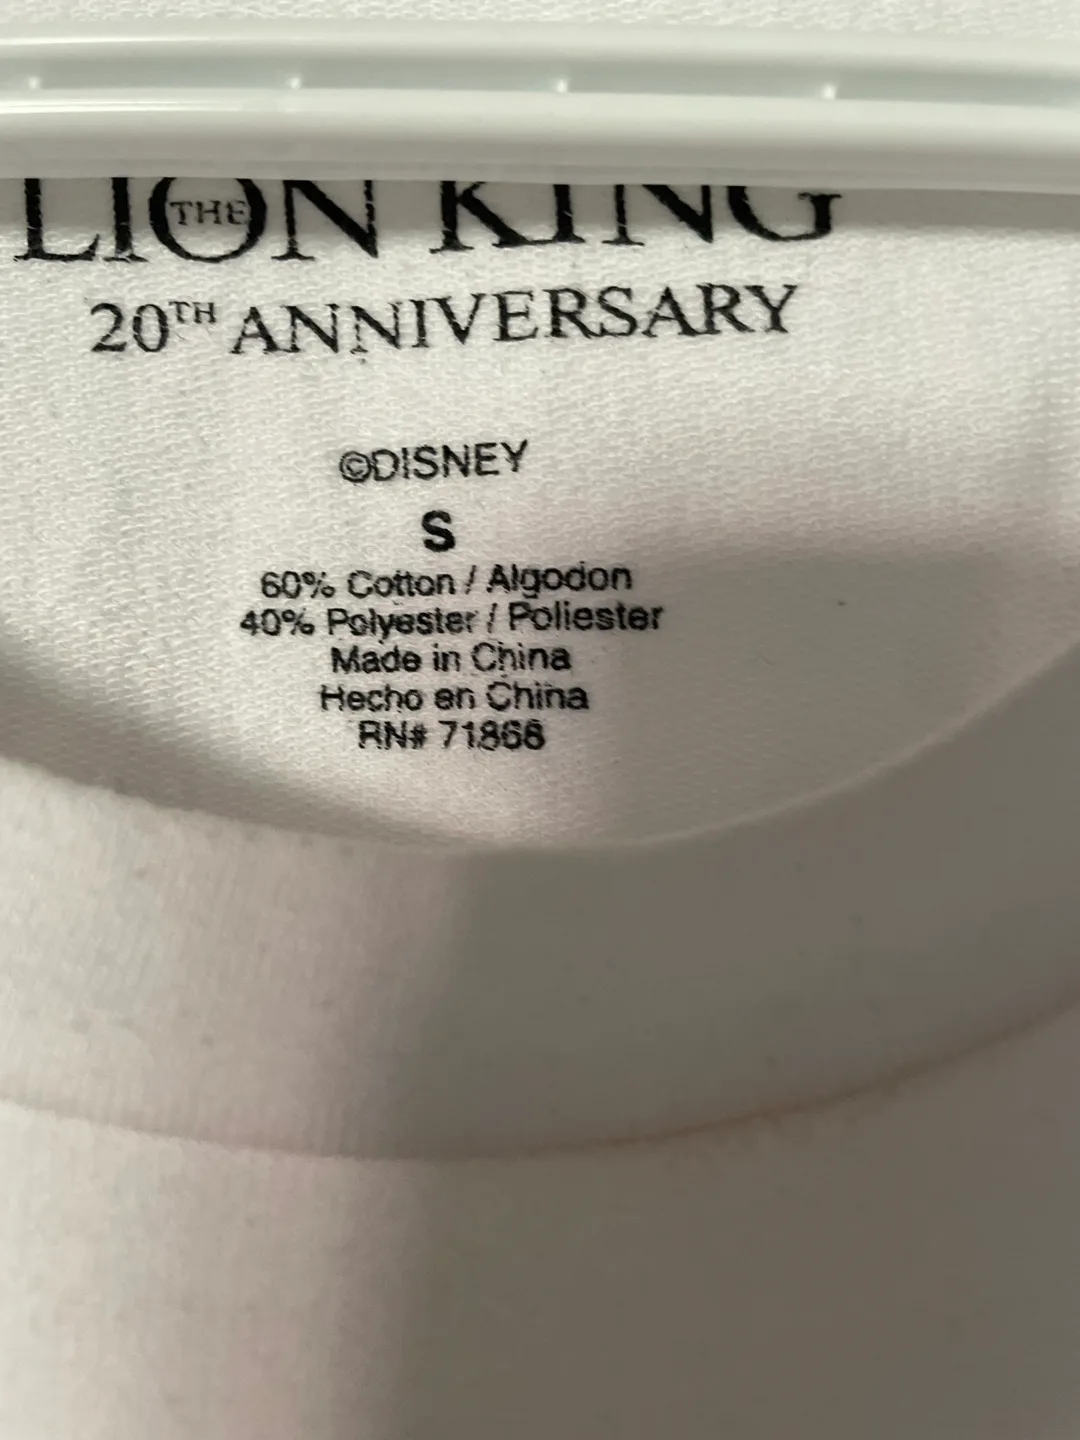 THE LION KING
20TH ANNIVERSARY
©DISNEY
S
60% Cotton / Algodon
40% Polyester / Poliester
Made in China
Hecho en China
RN# 71868